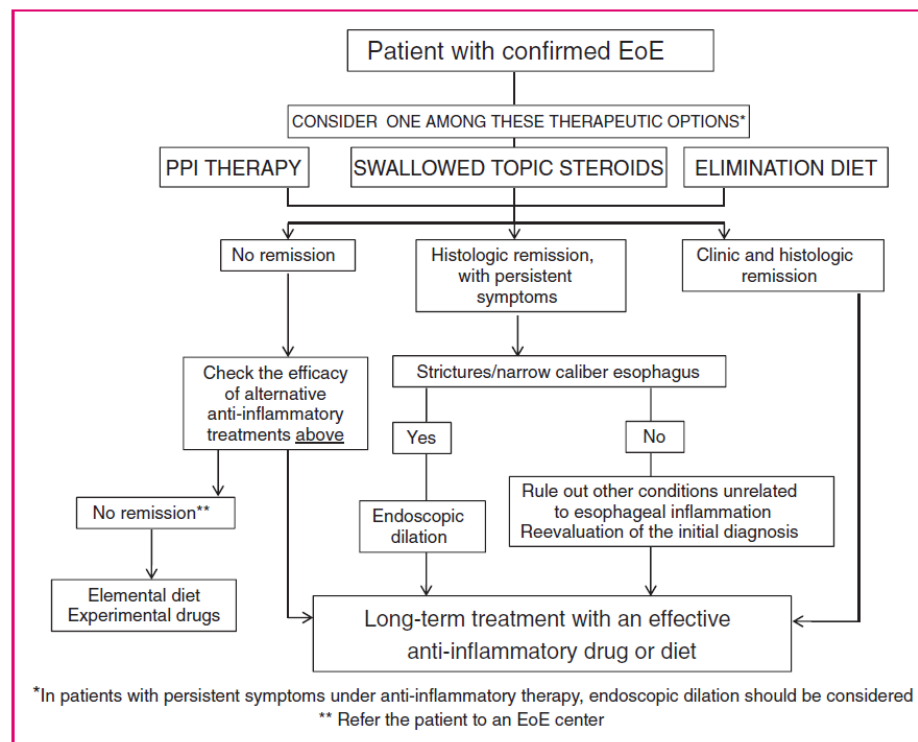 Patient with confirmed EoE
CONSIDER ONE AMONG THESE THERAPEUTIC OPTIONS*
PPI THERAPY
SWALLOWED TOPIC STEROIDS
ELIMINATION DIET
No remission
Histologic remission,
with persistent
symptoms
Clinic and histologic
remission
Check the efficacy
of alternative
anti-inflammatory
treatments above
Strictures/narrow caliber esophagus
Yes
No
No remission**
Endoscopic
dilation
Rule out other conditions unrelated
to esophageal inflammation
Reevaluation of the initial diagnosis
Elemental diet
Experimental drugs
Long-term treatment with an effective
anti-inflammatory drug or diet
*In patients with persistent symptoms under anti-inflammatory therapy, endoscopic dilation should be considered
** Refer the patient to an EoE center